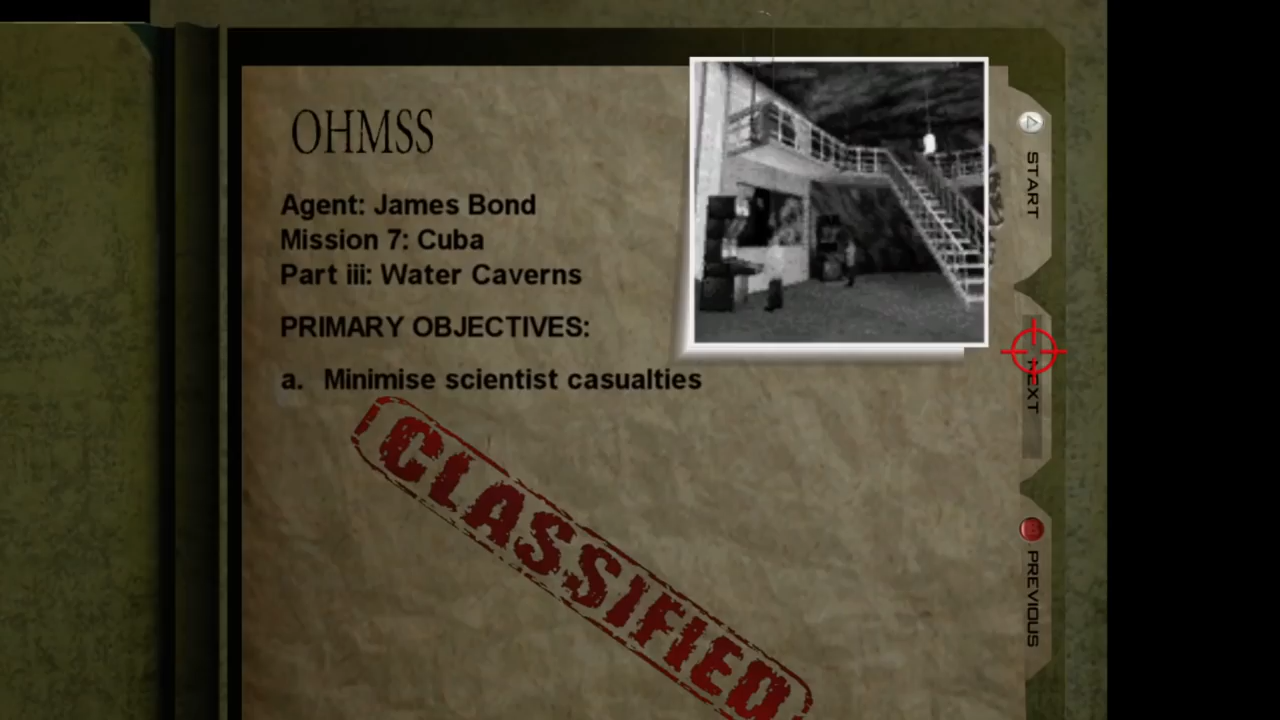 OHMSS
Agent: James Bond
Mission 7: Cuba
Part iii: Water Caverns
PRIMARY OBJECTIVES:
a. Minimise scientist casualties
CLASSIFIED
START
NEXT
PREVIOUS